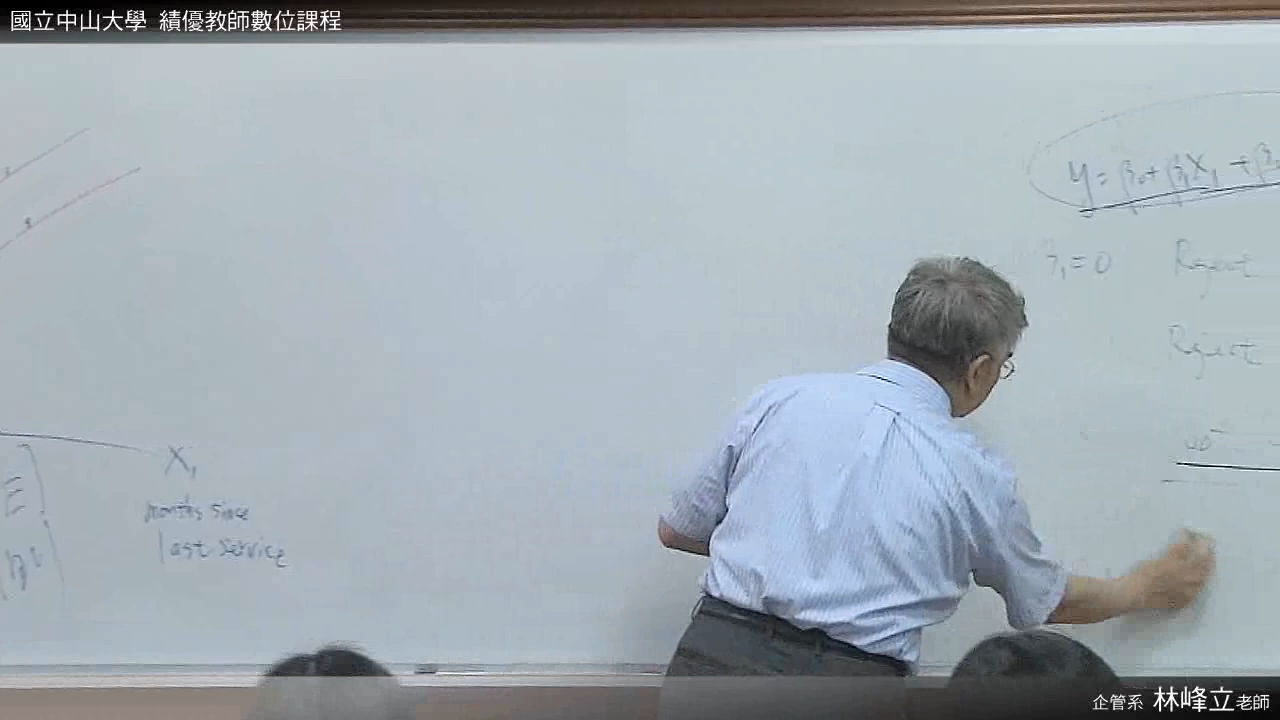 國立中山大學 績優教師數位課程
y = β₀ + β₁X₁ + β₂
β₁ = 0 Reject
Reject
X₁
months since
last service
企管系 林峰立老師